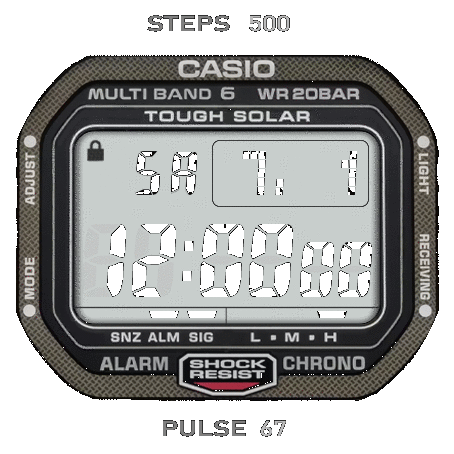 STEPS 500
CASIO
MULTI BAND 6 WR20BAR
TOUGH SOLAR
ADJUST
LIGHT
SA 7. 1
12:00 00
MODE
RECEIVING
SNZ ALM SIG L - M - H
ALARM SHOCK RESIST CHRONO
PULSE 67